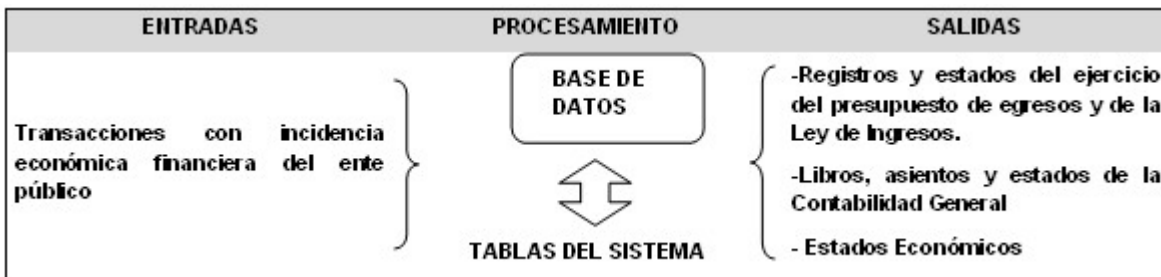 ENTRADAS PROCESAMIENTO SALIDAS
Transacciones con incidencia
económica financiera del ente
público
BASE DE
DATOS
TABLAS DEL SISTEMA
-Registros y estados del ejercicio
del presupuesto de egresos y de la
Ley de Ingresos.
-Libros, asientos y estados de la
Contabilidad General
- Estados Económicos